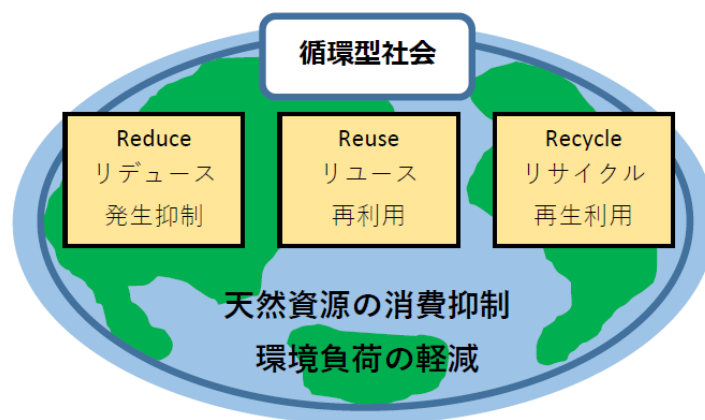 循環型社会
Reduce
リデュース
発生抑制
Reuse
リユース
再利用
Recycle
リサイクル
再生利用
天然資源の消費抑制
環境負荷の軽減